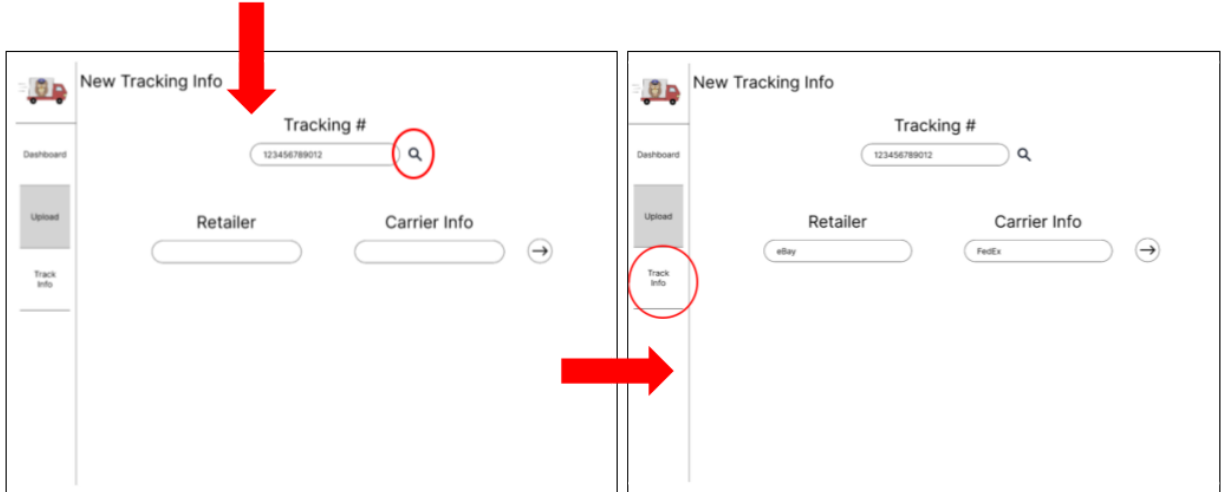 New Tracking Info
Tracking #
123456789012
Dashboard
Upload
Retailer
Carrier Info
Track
Info
New Tracking Info
Tracking #
123456789012
Dashboard
Upload
Retailer
Carrier Info
eBay
FedEx
Track
Info